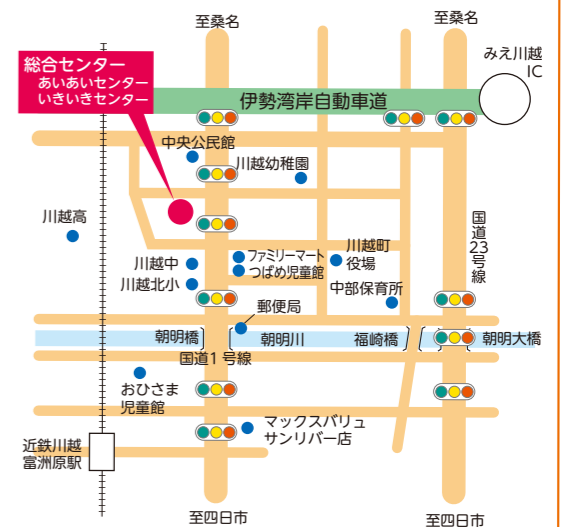 至桑名
至桑名
みえ川越
IC
総合センター
あいあいセンター
いきいきセンター
伊勢湾岸自動車道
中央公民館
川越幼稚園
川越高
国道23号線
川越中
川越北小
ファミリーマート
つばめ児童館
川越町
役場
中部保育所
郵便局
朝明橋
朝明川
福崎橋
朝明大橋
国道1号線
おひさま
児童館
マックスバリュ
サンリバー店
近鉄川越
富洲原駅
至四日市
至四日市